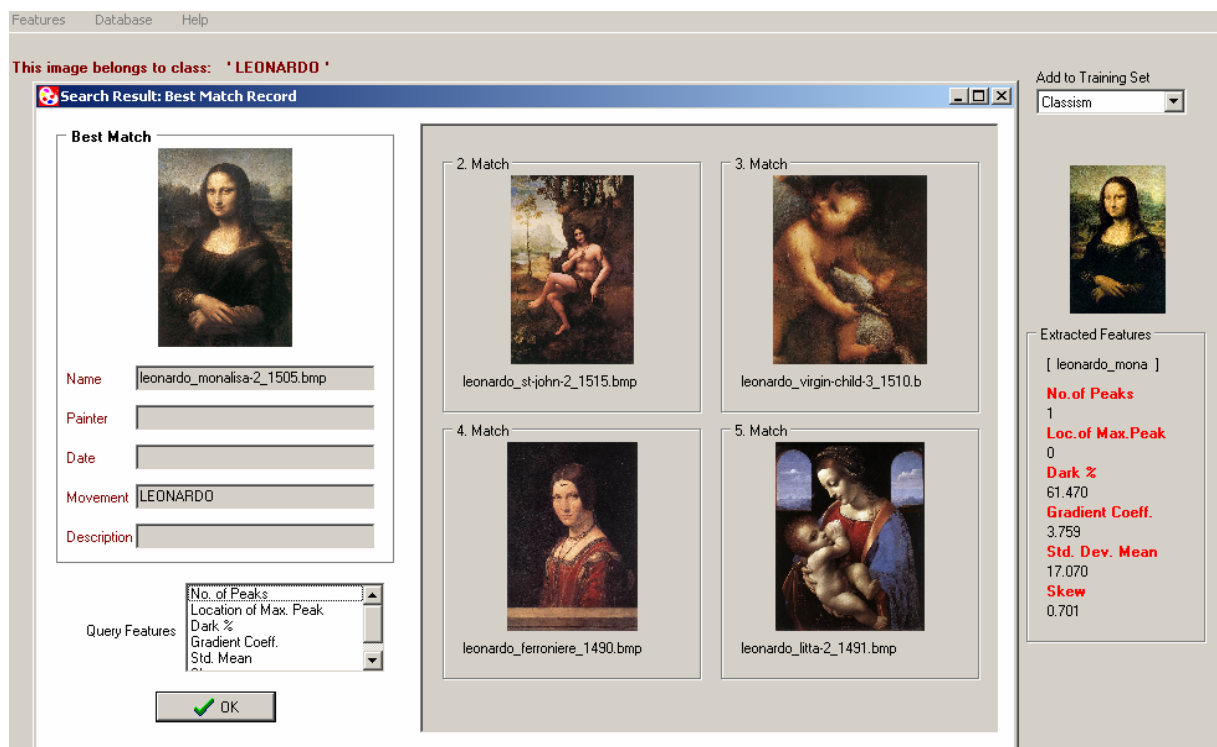 Features Database Help
This image belongs to class: ' LEONARDO '
Search Result: Best Match Record
Best Match
Name leonardo_monalisa-2_1505.bmp
Painter
Date
Movement LEONARDO
Description
Query Features
No. of Peaks
Location of Max. Peak
Dark %
Gradient Coeff.
Std. Mean
OK
2. Match
leonardo_st-john-2_1515.bmp
3. Match
leonardo_virgin-child-3_1510.b
4. Match
leonardo_ferroniere_1490.bmp
5. Match
leonardo_litta-2_1491.bmp
Add to Training Set
Classism
Extracted Features
[ leonardo_mona ]
No.of Peaks
1
Loc.of Max.Peak
0
Dark %
61.470
Gradient Coeff.
3.759
Std. Dev. Mean
17.070
Skew
0.701